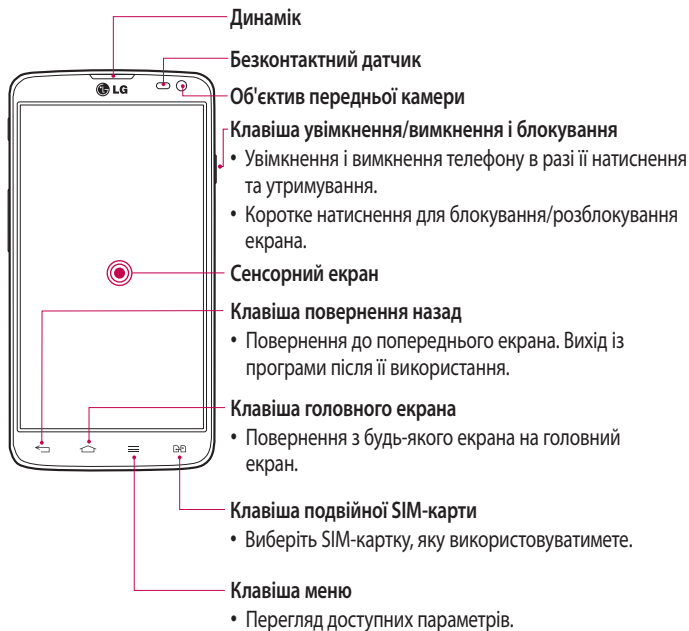 Динамік
Безконтактний датчик
LG
Об'єктив передньої камери
Клавіша увімкнення/вимкнення і блокування
• Увімкнення і вимкнення телефону в разі її натиснення
та утримування.
• Коротке натиснення для блокування/розблокування
екрана.
Сенсорний екран
Клавіша повернення назад
• Повернення до попереднього екрана. Вихід із
програми після її використання.
Клавіша головного екрана
• Повернення з будь-якого екрана на головний
екран.
Клавіша подвійної SIM-карти
• Виберіть SIM-картку, яку використовуватимете.
Клавіша меню
• Перегляд доступних параметрів.